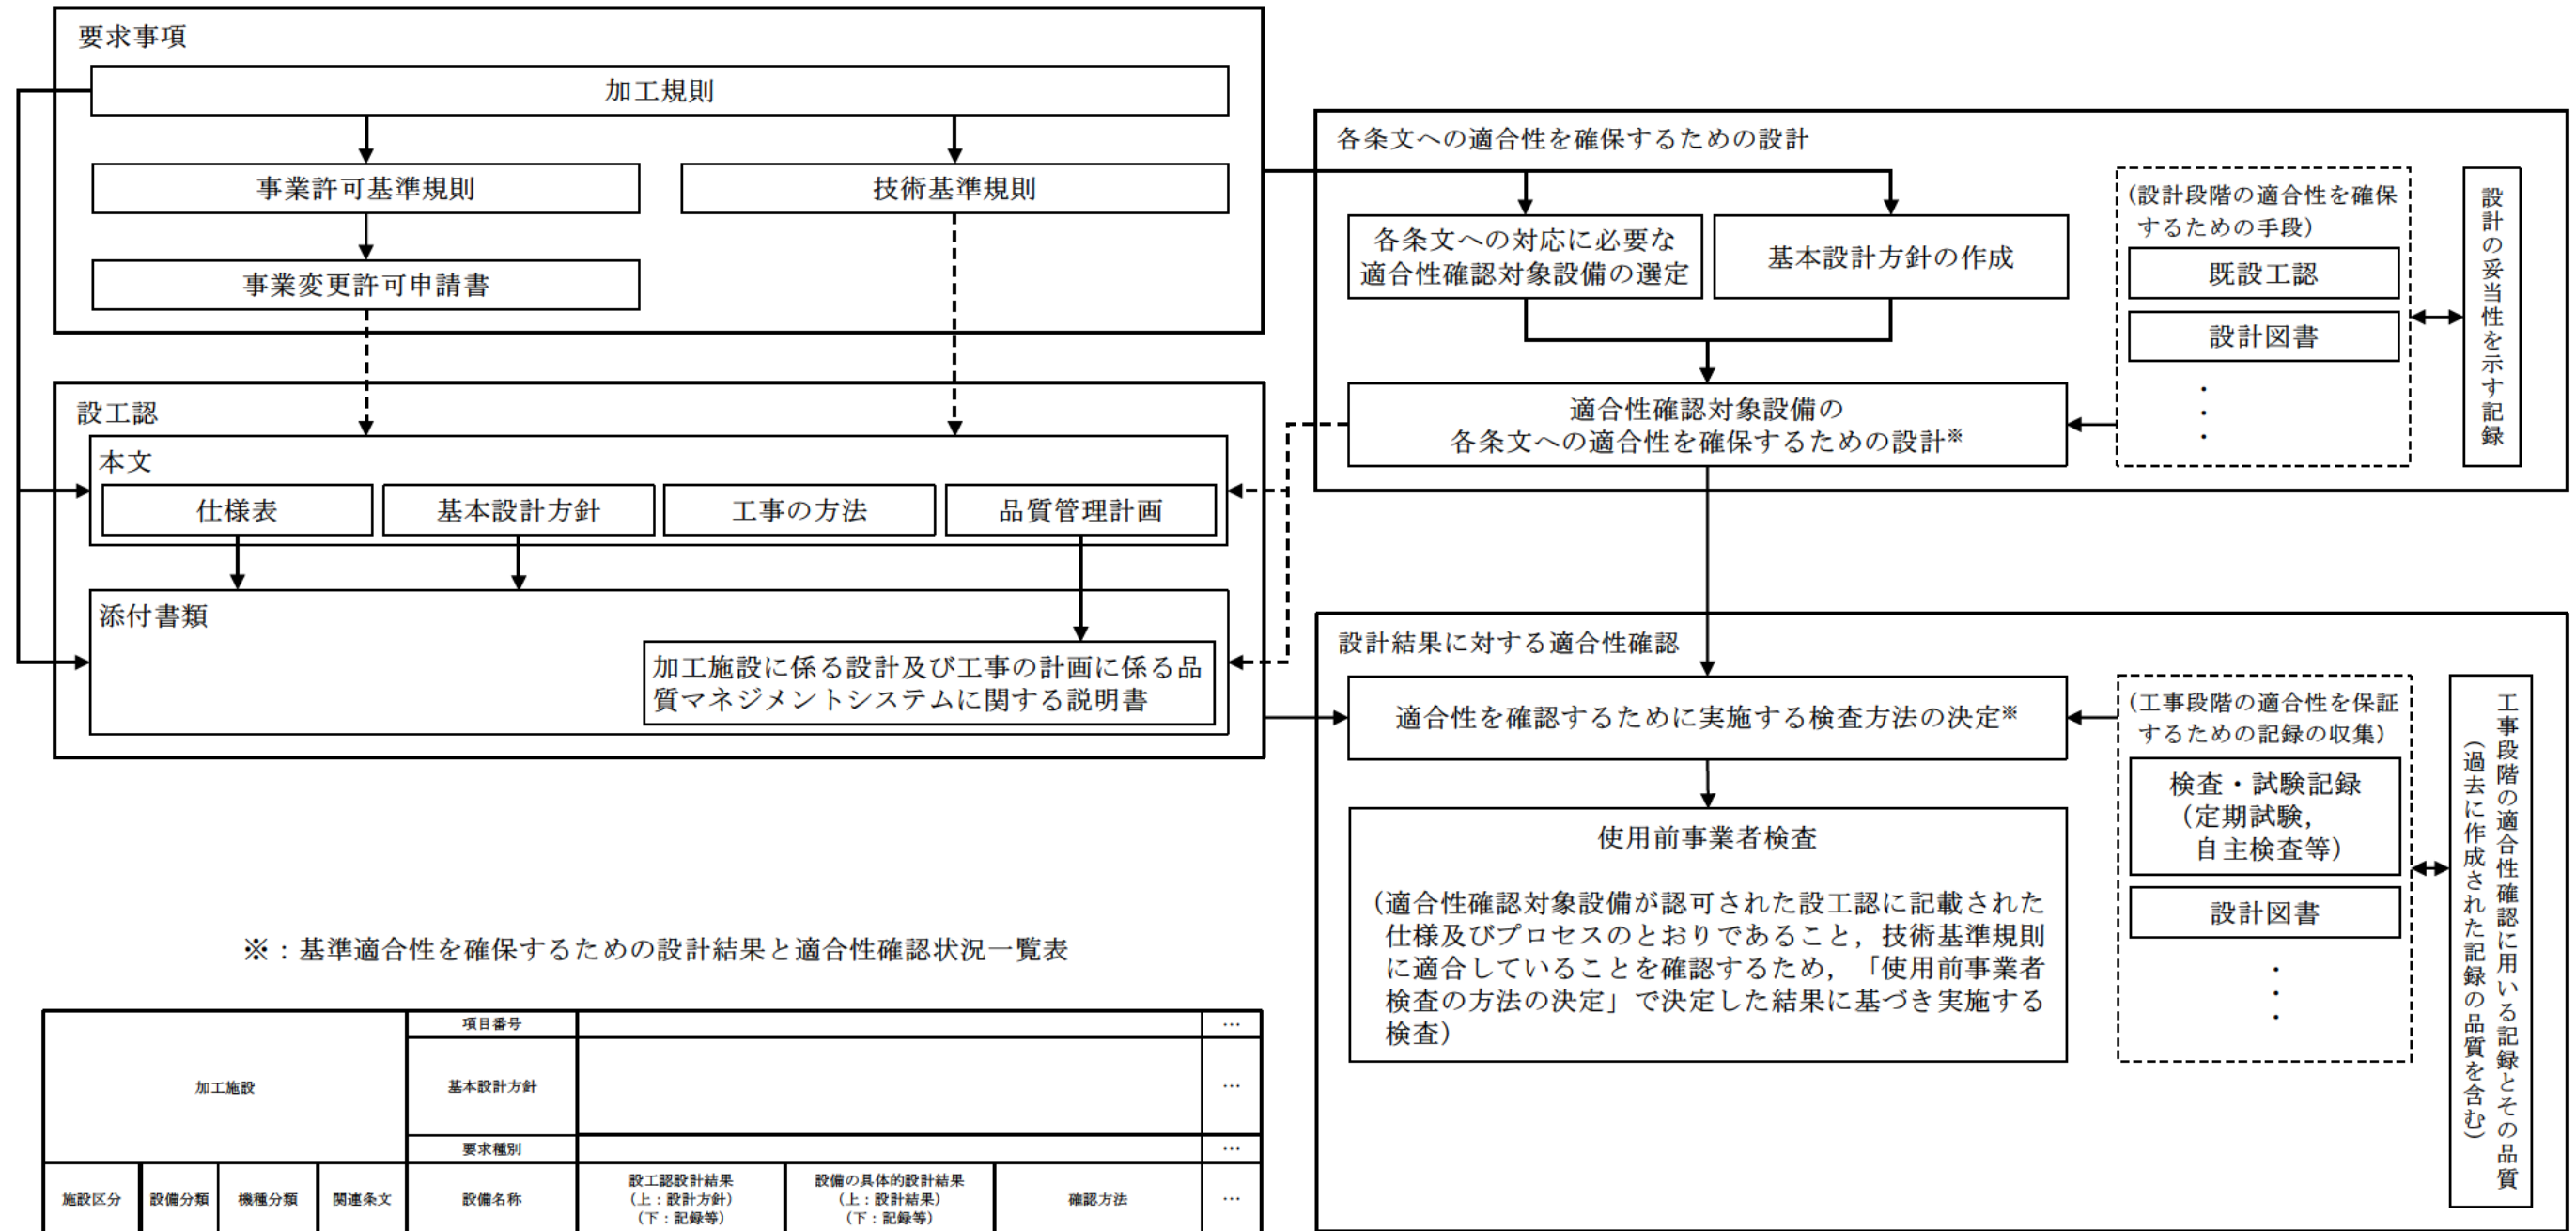 要求事項
加工規則
事業許可基準規則
技術基準規則
事業変更許可申請書
設工認
本文
仕様表
基本設計方針
工事の方法
品質管理計画
添付書類
加工施設に係る設計及び工事の計画に係る品
質マネジメントシステムに関する説明書
各条文への適合性を確保するための設計
各条文への対応に必要な
適合性確認対象設備の選定
基本設計方針の作成
適合性確認対象設備の
各条文への適合性を確保するための設計※
(設計段階の適合性を確保
するための手段)
既設工認
設計図書
・
・
・
設計の妥当性を示す記録
設計結果に対する適合性確認
適合性を確認するために実施する検査方法の決定※
使用前事業者検査
(適合性確認対象設備が認可された設工認に記載された
仕様及びプロセスのとおりであること，技術基準規則
に適合していることを確認するため，「使用前事業者
検査の方法の決定」で決定した結果に基づき実施する
検査)
(工事段階の適合性を保証
するための記録の収集)
検査・試験記録
(定期試験，
自主検査等)
設計図書
・
・
・
工事段階の適合性確認に用いる記録とその品質
(過去に作成された記録の品質を含む)
※：基準適合性を確保するための設計結果と適合性確認状況一覧表
加工施設
項目番号
…
基本設計方針
…
要求種別
…
施設区分
設備分類
機種分類
関連条文
設備名称
設工認設計結果
(上：設計方針)
(下：記録等)
設備の具体的設計結果
(上：設計結果)
(下：記録等)
確認方法
…